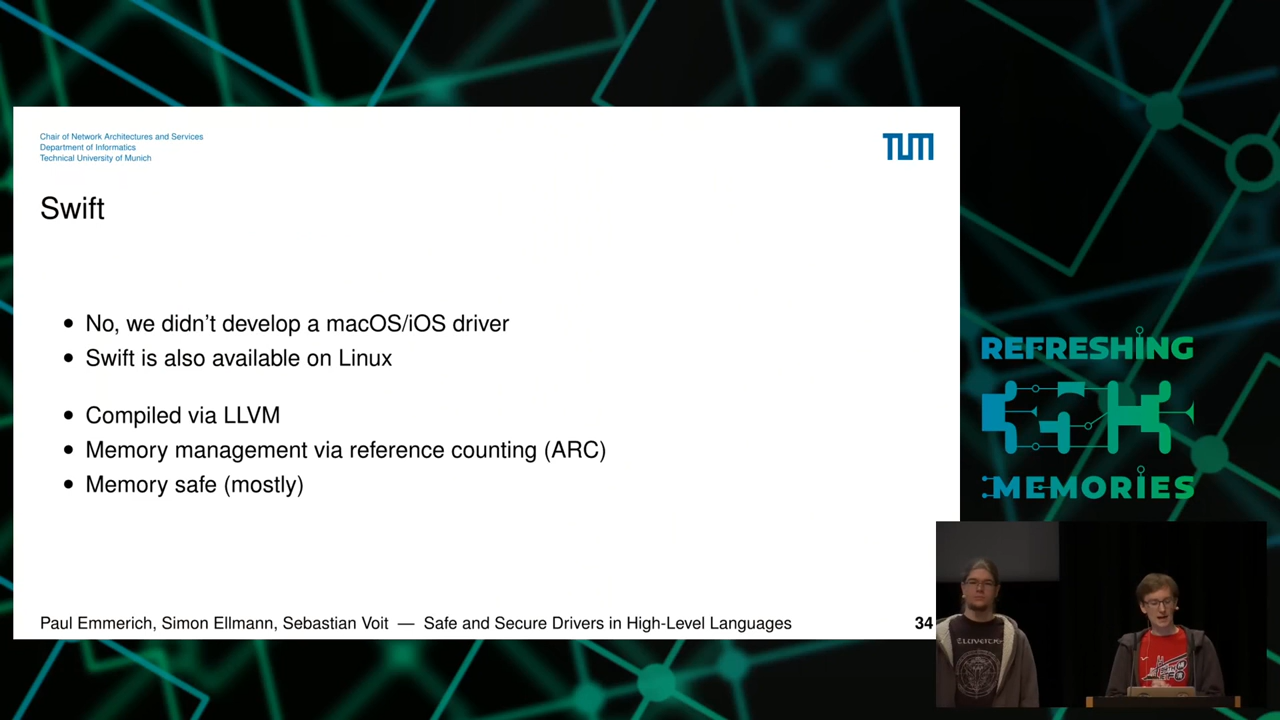 Chair of Network Architectures and Services
Department of Informatics
Technical University of Munich
TUM
Swift
• No, we didn't develop a macOS/iOS driver
• Swift is also available on Linux
• Compiled via LLVM
• Memory management via reference counting (ARC)
• Memory safe (mostly)
Paul Emmerich, Simon Ellmann, Sebastian Voit — Safe and Secure Drivers in High-Level Languages
34
REFRESHING
MEMORIES
ELUVEITIE